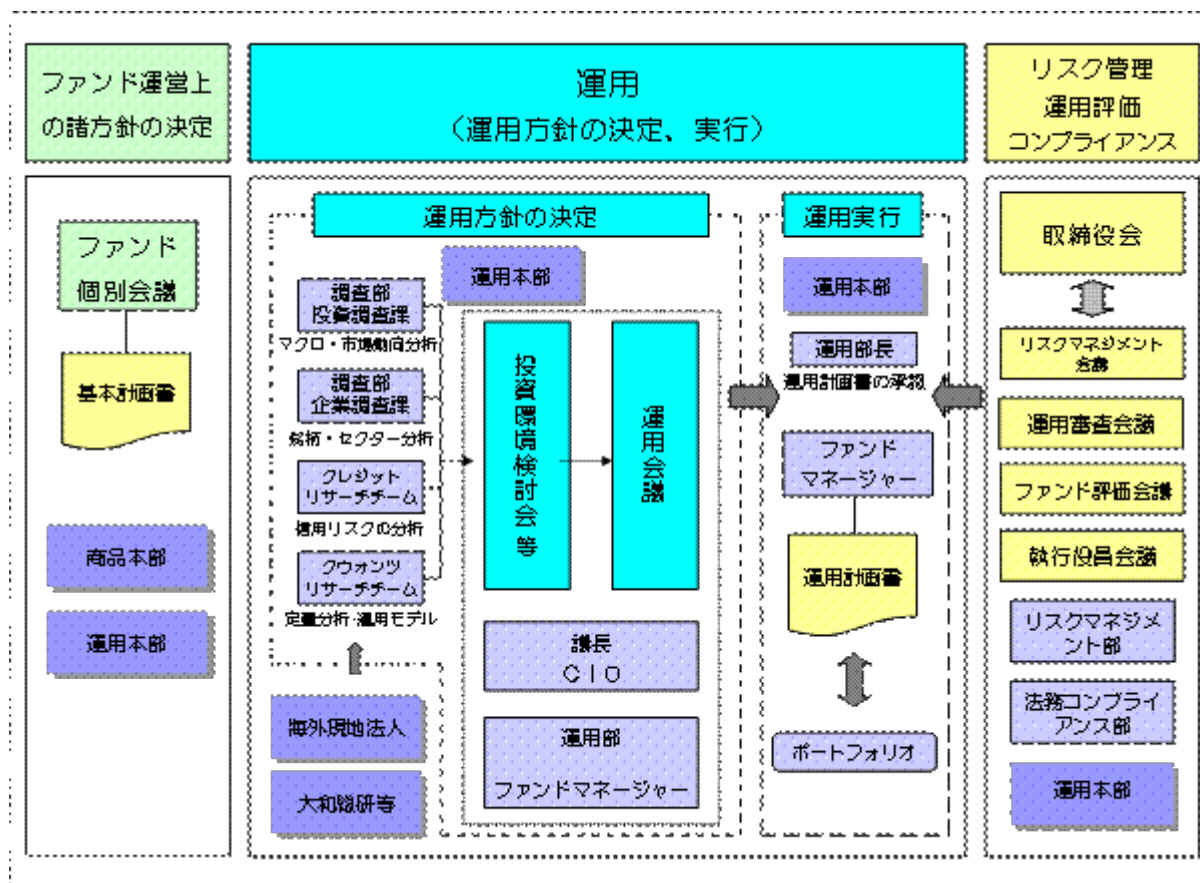 ファンド運営上
の諸方針の決定
運用
（運用方針の決定、実行）
リスク管理
運用評価
コンプライアンス
ファンド
個別会議
基本計画書
商品本部
運用本部
運用方針の決定
運用本部
調査部
投資調査課
マクロ・市場動向分析
調査部
企業調査課
銘柄・セクター分析
クレジット
リサーチチーム
信用リスクの分析
クウォンツ
リサーチチーム
定量分析・運用モデル
海外現地法人
大和総研等
投資環境検討会等
運用会議
議長
ＣＩＯ
運用部
ファンドマネージャー
運用実行
運用本部
運用部長
運用計画書の承認
ファンド
マネージャー
運用計画書
ポートフォリオ
取締役会
リスクマネジメント
会議
運用審査会議
ファンド評価会議
執行役員会議
リスクマネジメ
ント部
法務コンプライ
アンス部
運用本部